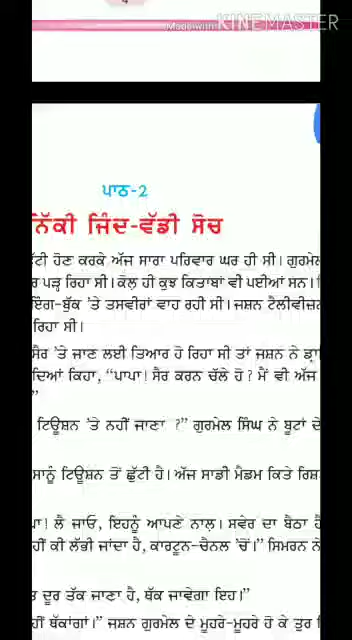 Made with KINEMASTER
ਪਾਠ-2
ਨਿੱਕੀ ਜਿੰਦ-ਵੱਡੀ ਸੋਚ
ਹੋਣ ਕਰਕੇ ਅੱਜ ਸਾਰਾ ਪਰਿਵਾਰ ਘਰ ਹੀ ਸੀ। ਗੁਰਮੇਲ
ਪੜ੍ਹ ਰਿਹਾ ਸੀ। ਕੋਲ਼ ਹੀ ਕੁਝ ਕਿਤਾਬਾਂ ਵੀ ਪਈਆਂ ਸਨ।
ਇੰਗ-ਬੁੱਕ 'ਤੇ ਤਸਵੀਰਾਂ ਵਾਹ ਰਹੀ ਸੀ। ਜਸ਼ਨ ਟੈਲੀਵੀਜ਼ਨ
ਰਿਹਾ ਸੀ।
ਸੈਰ 'ਤੇ ਜਾਣ ਲਈ ਤਿਆਰ ਹੋ ਰਿਹਾ ਸੀ ਤਾਂ ਜਸ਼ਨ ਨੇ
ਦਿਆਂ ਕਿਹਾ, “ਪਾਪਾ! ਸੈਰ ਕਰਨ ਚੱਲੇ ਹੋ? ਮੈਂ ਵੀ ਅੱਜ
”
ਟਿਊਸ਼ਨ 'ਤੇ ਨਹੀਂ ਜਾਣਾ ?” ਗੁਰਮੇਲ ਸਿੰਘ ਨੇ ਬੂਟਾਂ ਦੇ
ਸਾਨੂੰ ਟਿਊਸ਼ਨ ਤੋਂ ਛੁੱਟੀ ਹੈ। ਅੱਜ ਸਾਡੀ ਮੈਡਮ ਕਿਤੇ ਰਿਸ਼
ਪਾ! ਲੈ ਜਾਓ, ਇਹਨੂੰ ਆਪਣੇ ਨਾਲ਼। ਸਵੇਰ ਦਾ ਬੈਠਾ
ਹੀਂ ਕੀ ਲੱਭੀ ਜਾਂਦਾ ਹੈ, ਕਾਰਟੂਨ-ਚੈਨਲ 'ਚੋਂ।” ਸਿਮਰਨ ਨੇ
ਦੂਰ ਤੱਕ ਜਾਣਾ ਹੈ, ਥੱਕ ਜਾਵੇਗਾ ਇਹ।”
ਹੀਂ ਥੱਕਾਂਗਾ।” ਜਸ਼ਨ ਗੁਰਮੇਲ ਦੇ ਮੂਹਰੇ-ਮੂਹਰੇ ਹੋ ਕੇ ਤੁਰ